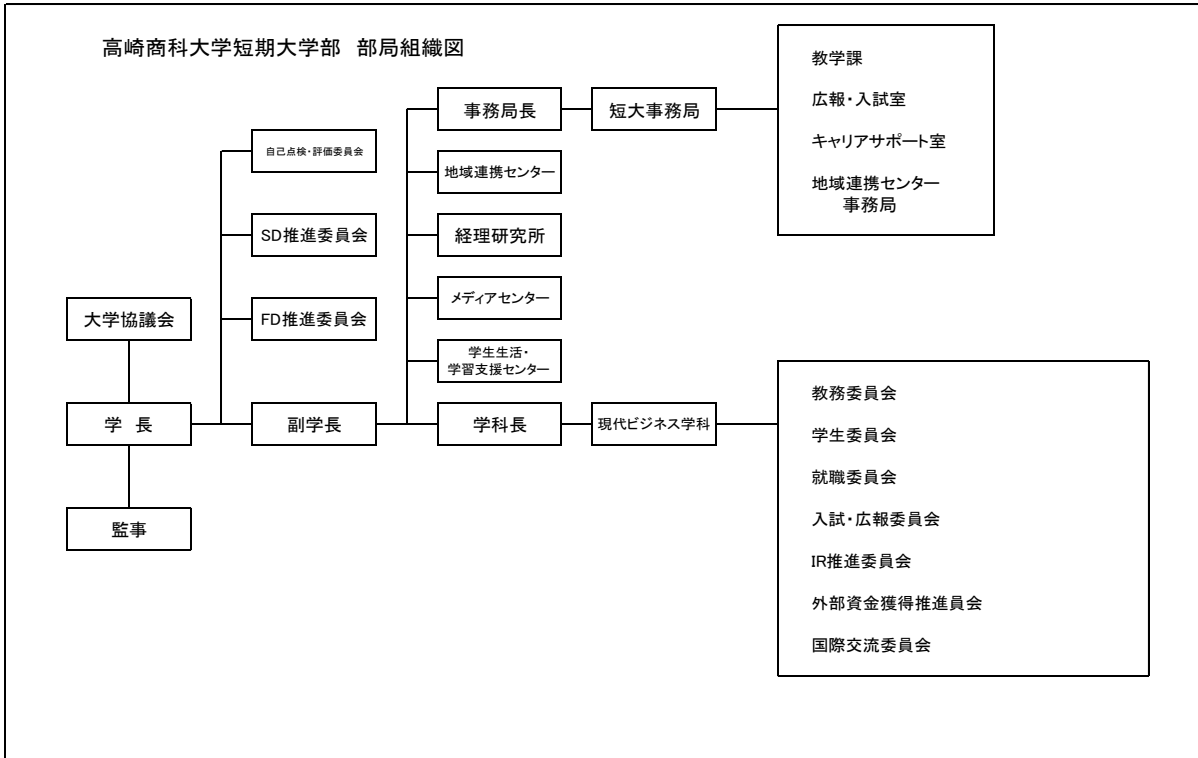 高崎商科大学短期大学部 部局組織図
事務局長
短大事務局
教学課
広報・入試室
キャリアサポート室
地域連携センター
事務局
自己点検・評価委員会
地域連携センター
SD推進委員会
経理研究所
大学協議会
FD推進委員会
メディアセンター
学生生活・
学習支援センター
学 長
副学長
学科長
現代ビジネス学科
教務委員会
学生委員会
就職委員会
入試・広報委員会
IR推進委員会
外部資金獲得推進員会
国際交流委員会
監事